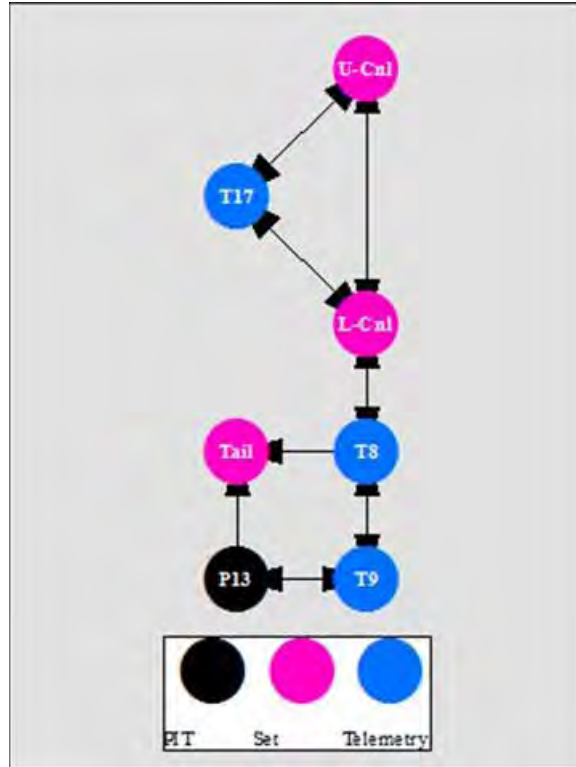 U-Cnl
T17
L-Cnl
Tail T8
P13 T9
PIT Set Telemetry